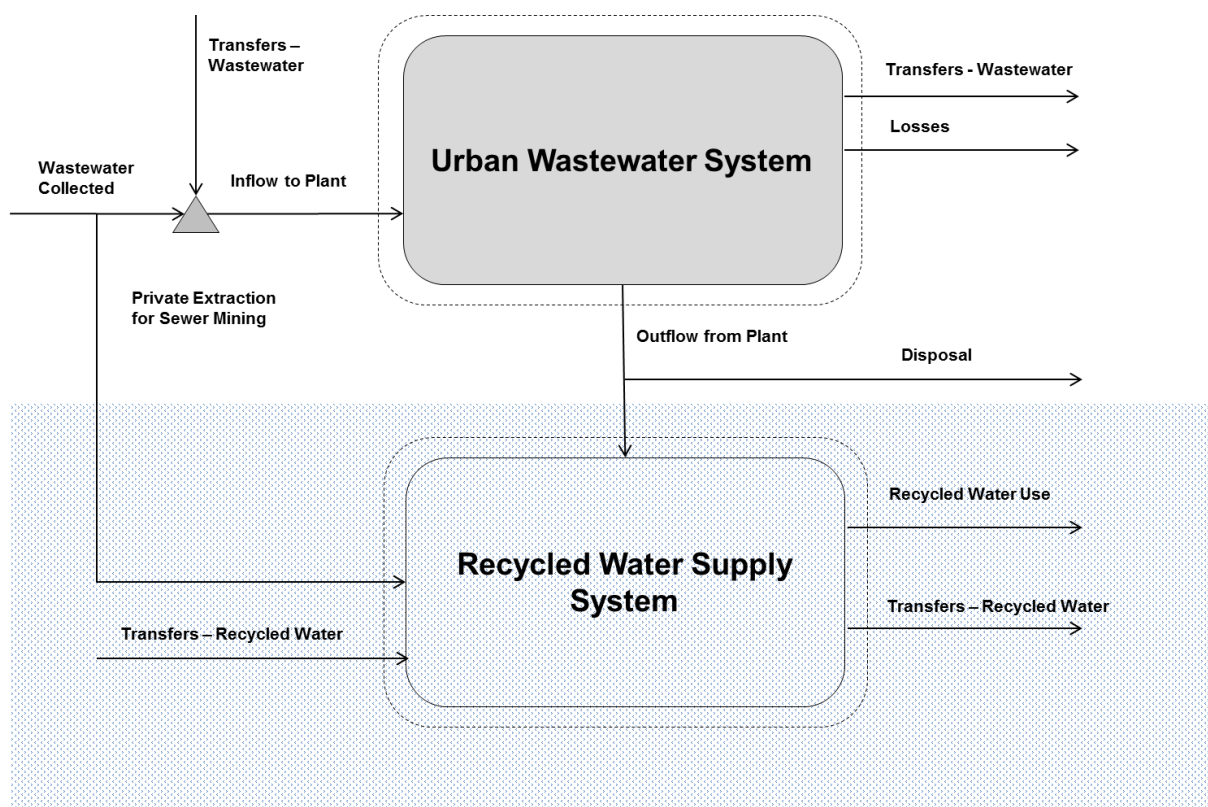 Transfers –
Wastewater
Transfers - Wastewater
Losses
Urban Wastewater System
Wastewater
Collected
Inflow to Plant
Private Extraction
for Sewer Mining
Outflow from Plant
Disposal
Recycled Water Use
Recycled Water Supply
System
Transfers – Recycled Water
Transfers – Recycled Water